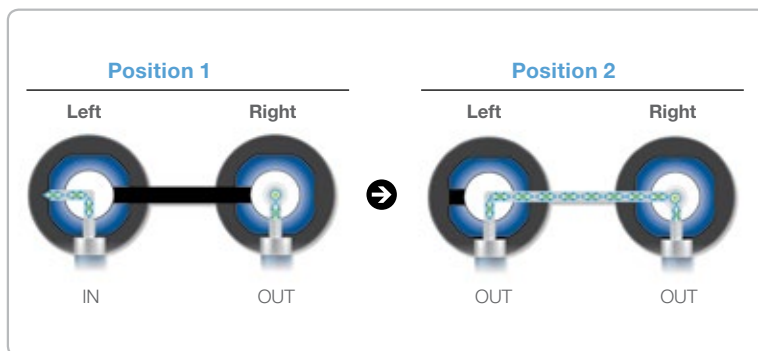 Position 1
Position 2
Left
Right
Left
Right
IN
OUT
OUT
OUT